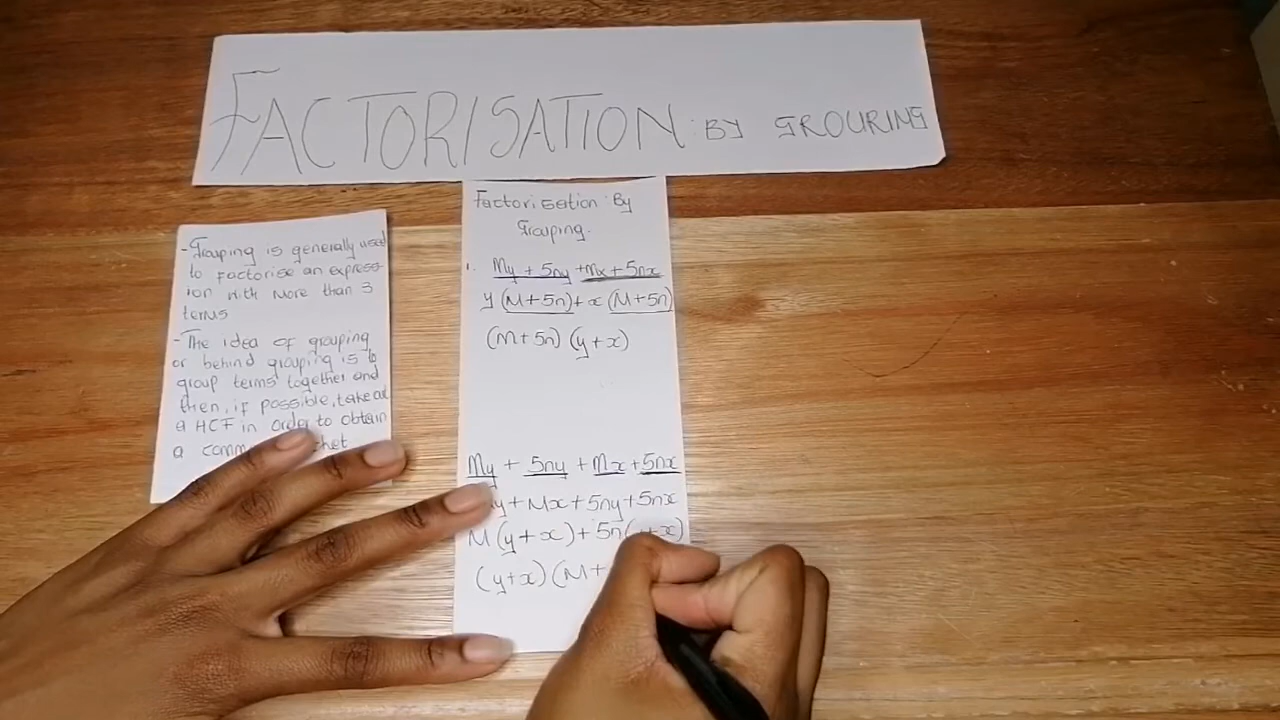 FACTORISATION: BY GROUPING
- Grouping is generally used
to factorise an express-
ion with more than 3
terms
- The idea of grouping
or behind grouping is to
group terms together and
then, if possible, take out
a HCF in order to obtain
a
Factorisation: By
Grouping.
1. My + 5ny + mx + 5nx
y (M+5n) + x (M+5n)
(M+5n) (y+x)
My + 5ny + Mx + 5nx
y + Mx + 5ny + 5nx
M (y+x) + 5n (y+x)
(y+x) (M+